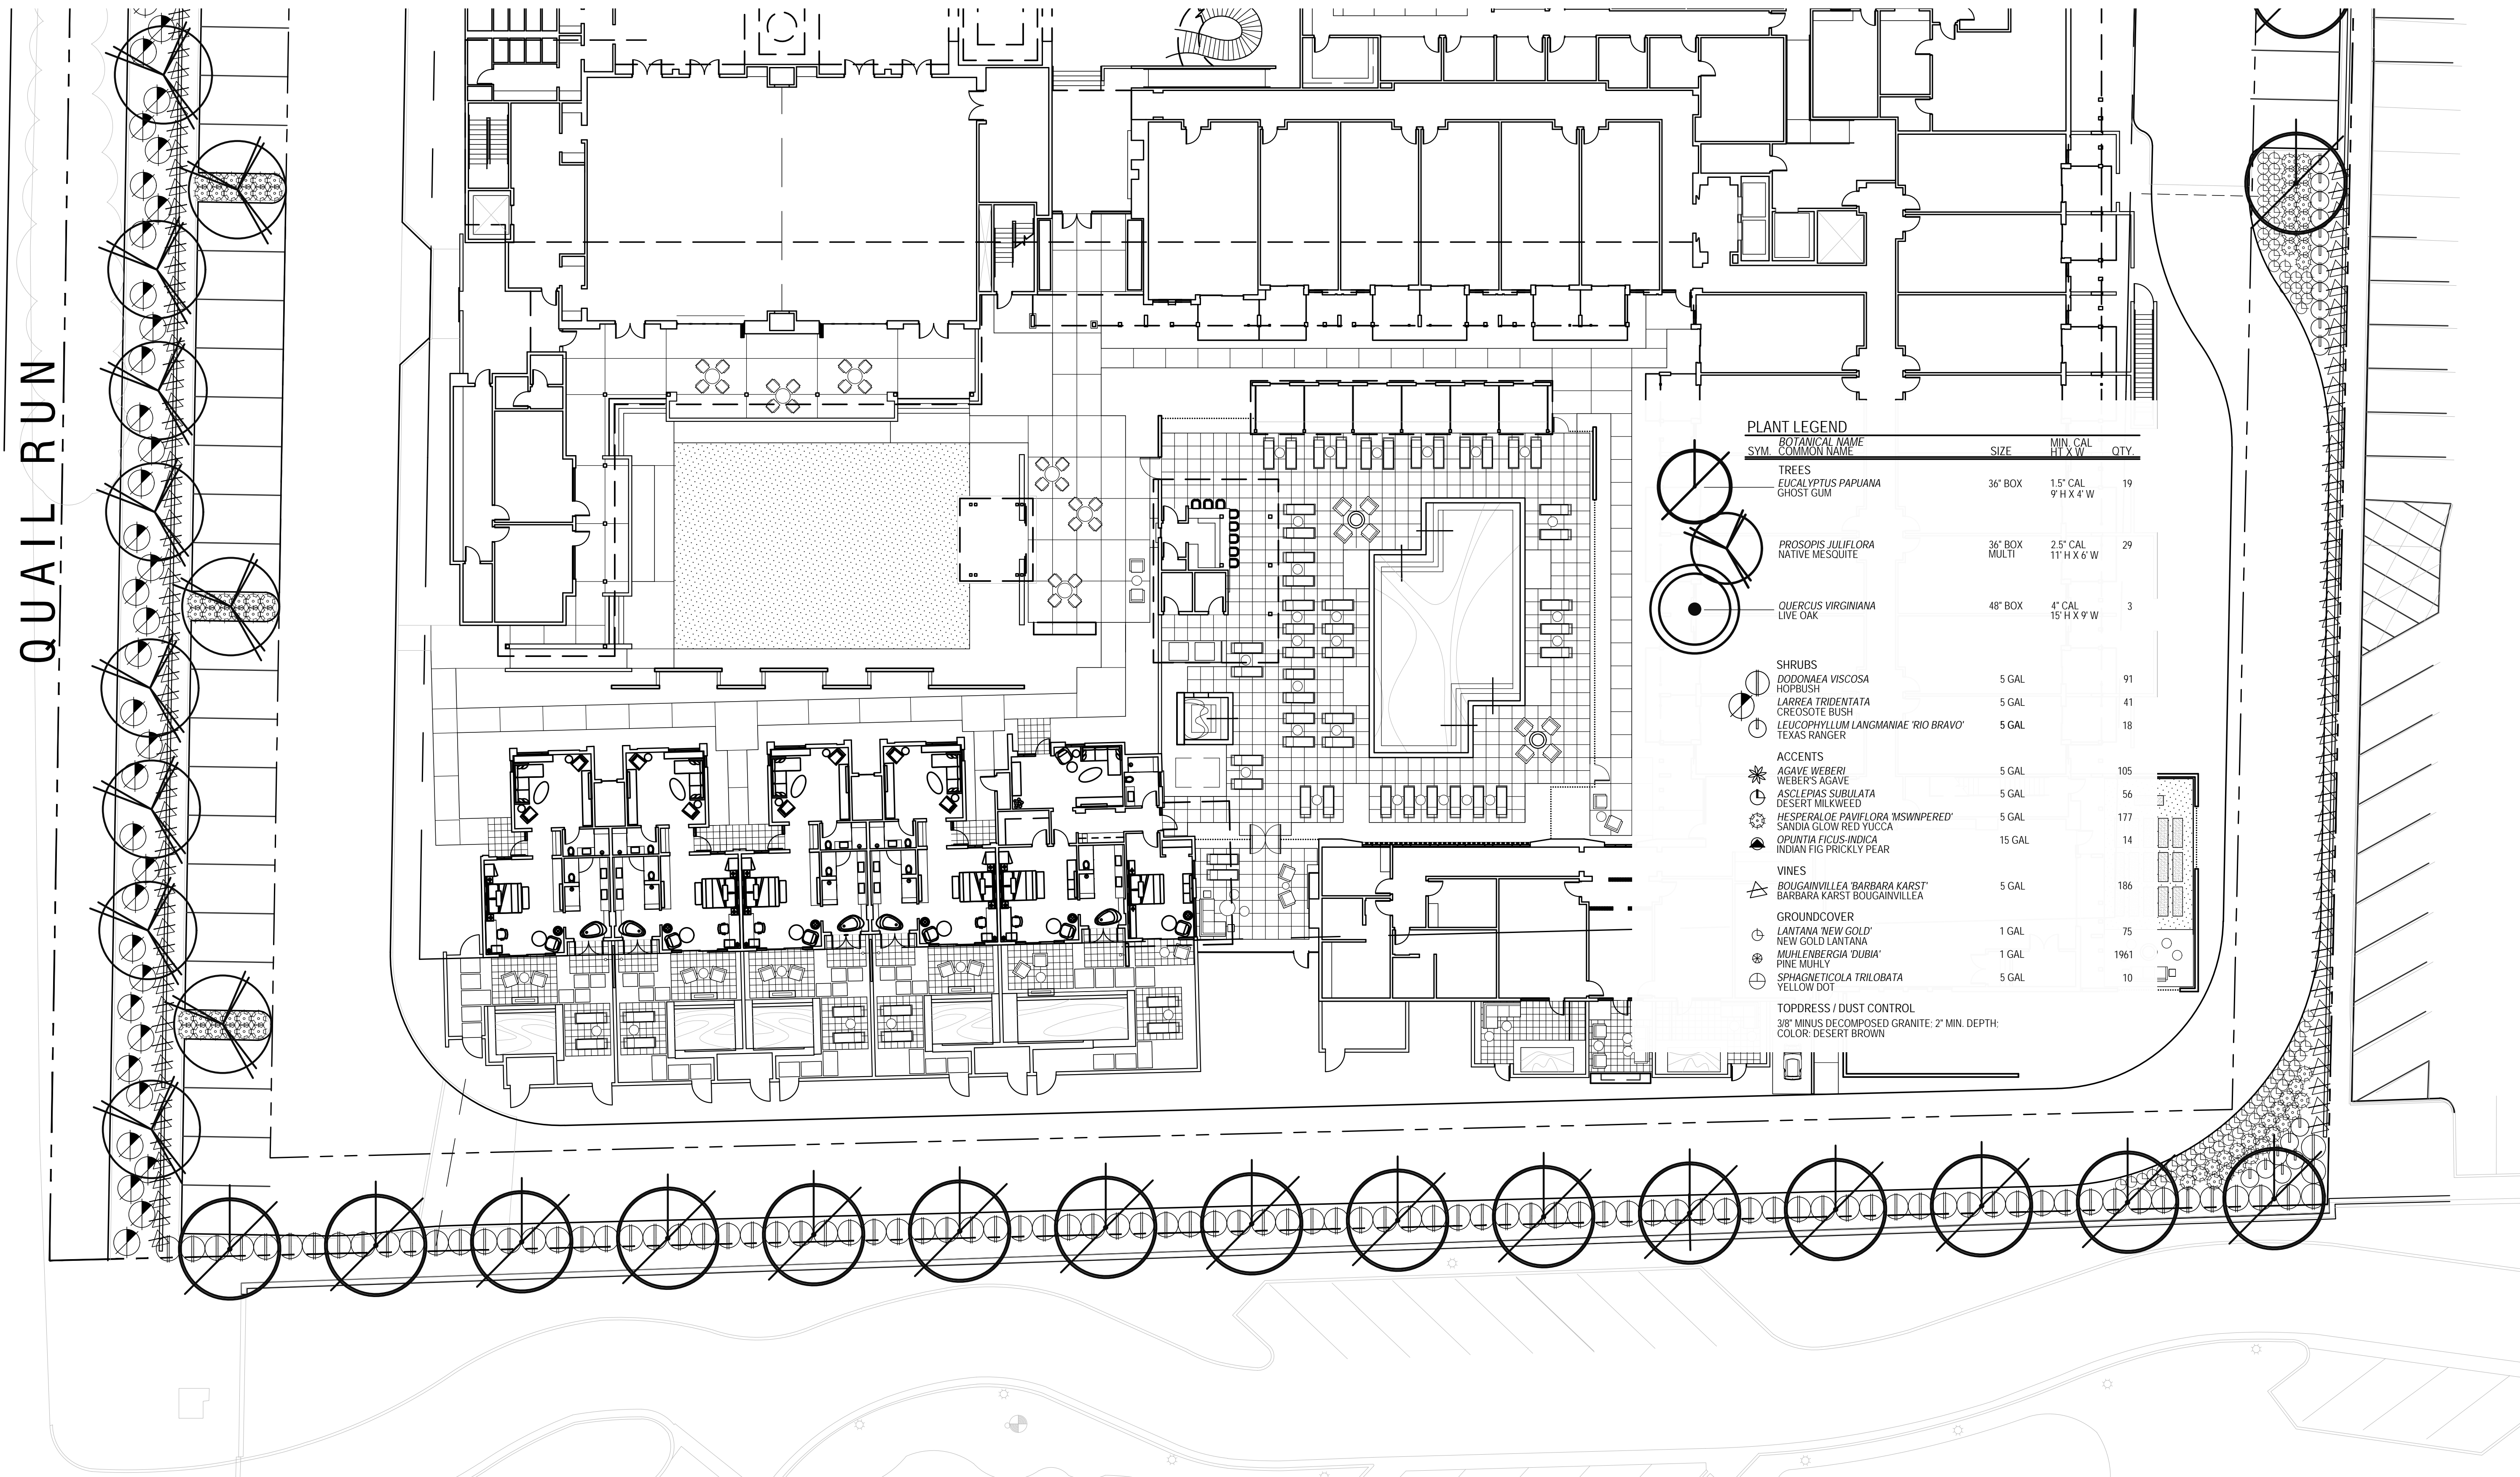 QUAIL RUN
PLANT LEGEND
SYM. BOTANICAL NAME COMMON NAME SIZE MIN. CAL HT X W QTY.
TREES
EUCALYPTUS PAPUANA 36" BOX 1.5" CAL 19
GHOST GUM 9' H X 4' W
PROSOPIS JULIFLORA 36" BOX 2.5" CAL 29
NATIVE MESQUITE MULTI 11' H X 6' W
QUERCUS VIRGINIANA 48" BOX 4" CAL 3
LIVE OAK 15' H X 9' W
SHRUBS
DODONAEA VISCOSA 5 GAL 91
HOPBUSH
LARREA TRIDENTATA 5 GAL 41
CREOSOTE BUSH
LEUCOPHYLLUM LANGMANIAE 'RIO BRAVO' 5 GAL 18
TEXAS RANGER
ACCENTS
AGAVE WEBERI 5 GAL 105
WEBER'S AGAVE
ASCLEPIAS SUBULATA 5 GAL 56
DESERT MILKWEED
HESPERALOE PAVIFLORA 'MSWNPERED' 5 GAL 177
SANDIA GLOW RED YUCCA
OPUNTIA FICUS-INDICA 15 GAL 14
INDIAN FIG PRICKLY PEAR
VINES
BOUGAINVILLEA 'BARBARA KARST' 5 GAL 186
BARBARA KARST BOUGAINVILLEA
GROUNDCOVER
LANTANA 'NEW GOLD' 1 GAL 75
NEW GOLD LANTANA
MUHLENBERGIA 'DUBIA' 1 GAL 1961
PINE MUHLY
SPHAGNETICOLA TRILOBATA 5 GAL 10
YELLOW DOT
TOPDRESS / DUST CONTROL
3/8" MINUS DECOMPOSED GRANITE; 2" MIN. DEPTH;
COLOR: DESERT BROWN